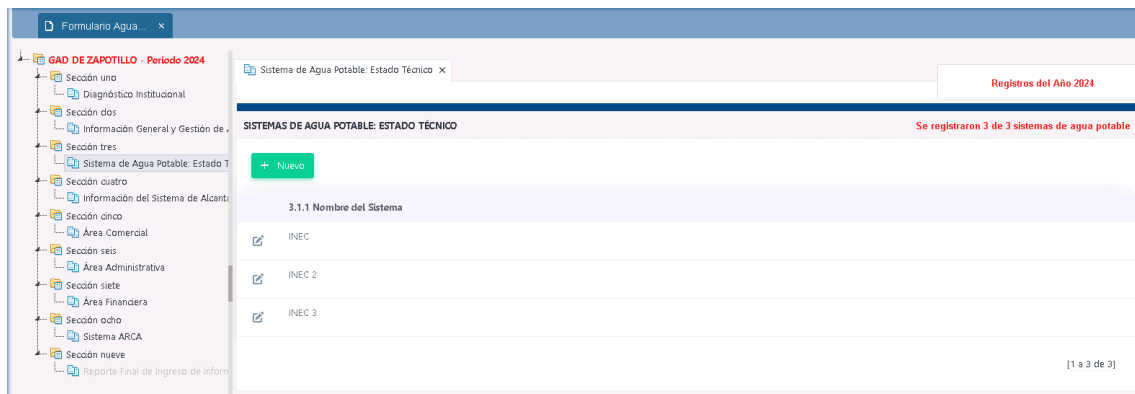 Formulario Agua... ×
GAD DE ZAPOTILLO - Periodo 2024
Sección uno
Diagnóstico Institucional
Sección dos
Información General y Gestión de
Sección tres
Sistema de Agua Potable: Estado T
Sección cuatro
Información del Sistema de Alcanta
Sección cinco
Área Comercial
Sección seis
Área Administrativa
Sección siete
Área Financiera
Sección ocho
Sistema ARCA
Sección nueve
Reporte Final de Ingreso de Inform
Sistema de Agua Potable: Estado Técnico ×
Registros del Año 2024
SISTEMAS DE AGUA POTABLE: ESTADO TÉCNICO
Se registraron 3 de 3 sistemas de agua potable
+ Nuevo
3.1.1 Nombre del Sistema
INEC
INEC 2
INEC 3
[1 a 3 de 3]